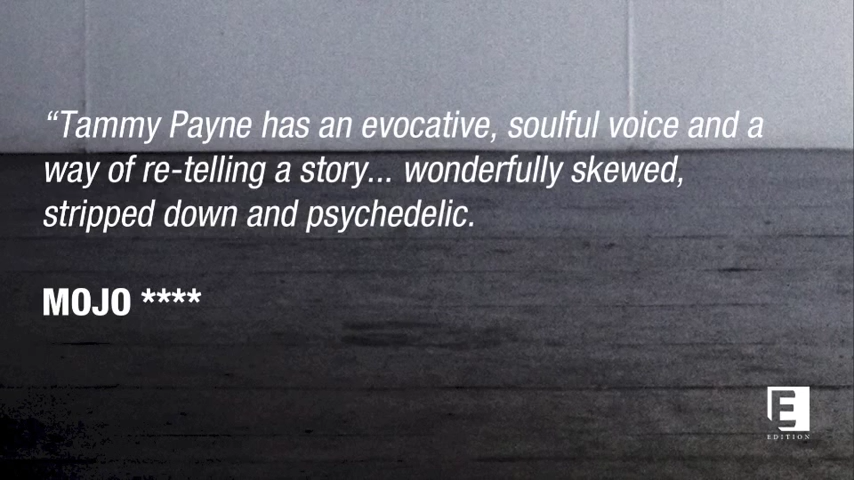 “Tammy Payne has an evocative, soulful voice and a
way of re-telling a story... wonderfully skewed,
stripped down and psychedelic.
MOJO ****
E
EDITION